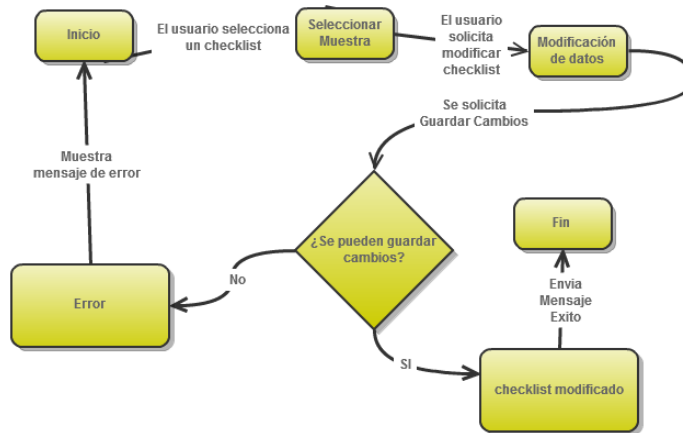 Inicio
El usuario selecciona
un checklist
Seleccionar
Muestra
El usuario
solicita
modificar
checklist
Modificación
de datos
Se solicita
Guardar Cambios
Muestra
mensaje de error
¿Se pueden guardar
cambios?
Fin
No
Error
Envia
Mensaje
Exito
SI
checklist modificado